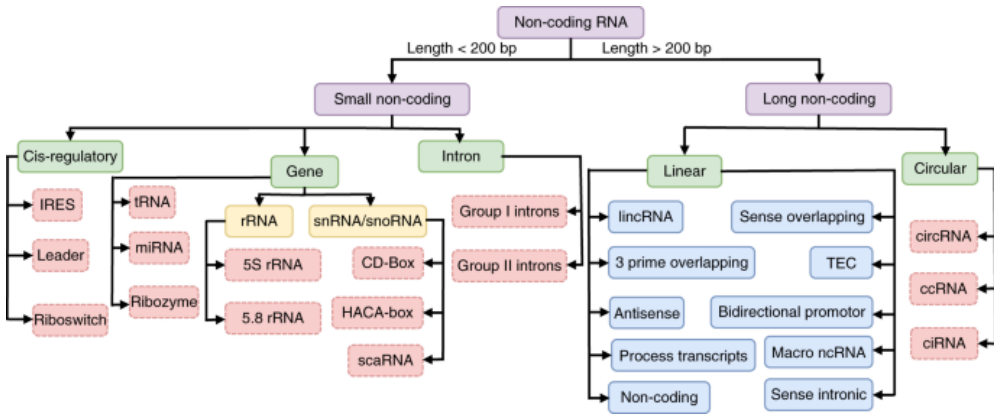 Non-coding RNA
Length < 200 bp
Length > 200 bp
Small non-coding
Long non-coding
Cis-regulatory
Gene
Intron
Linear
Circular
IRES
Leader
Riboswitch
tRNA
miRNA
Ribozyme
rRNA
snRNA/snoRNA
5S rRNA
5.8 rRNA
CD-Box
HACA-box
scaRNA
Group I introns
Group II introns
lincRNA
3 prime overlapping
Antisense
Process transcripts
Non-coding
Sense overlapping
TEC
Bidirectional promotor
Macro ncRNA
Sense intronic
circRNA
ccRNA
ciRNA